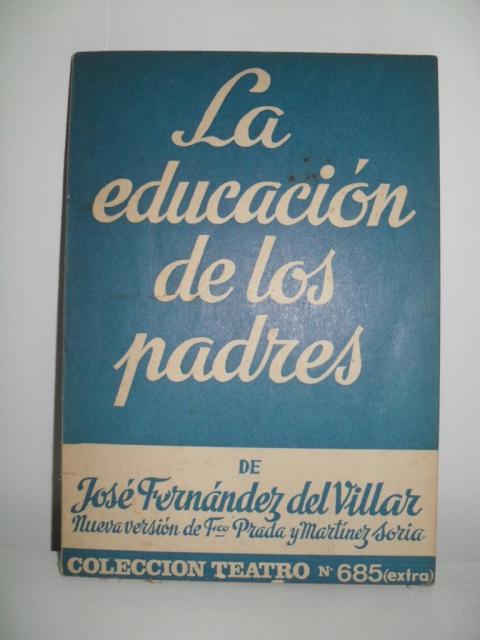 La
educación
de los
padres
DE
José Fernández del Villar
Nueva versión de Fco Prada y Martínez Soria
COLECCION TEATRO Nº 685 (extra)